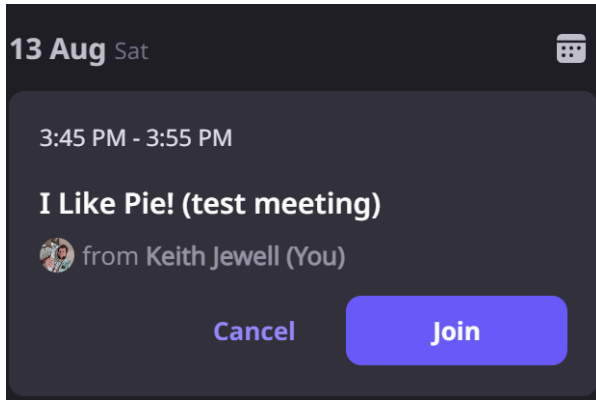 13 Aug Sat
3:45 PM - 3:55 PM
I Like Pie! (test meeting)
from Keith Jewell (You)
Cancel Join